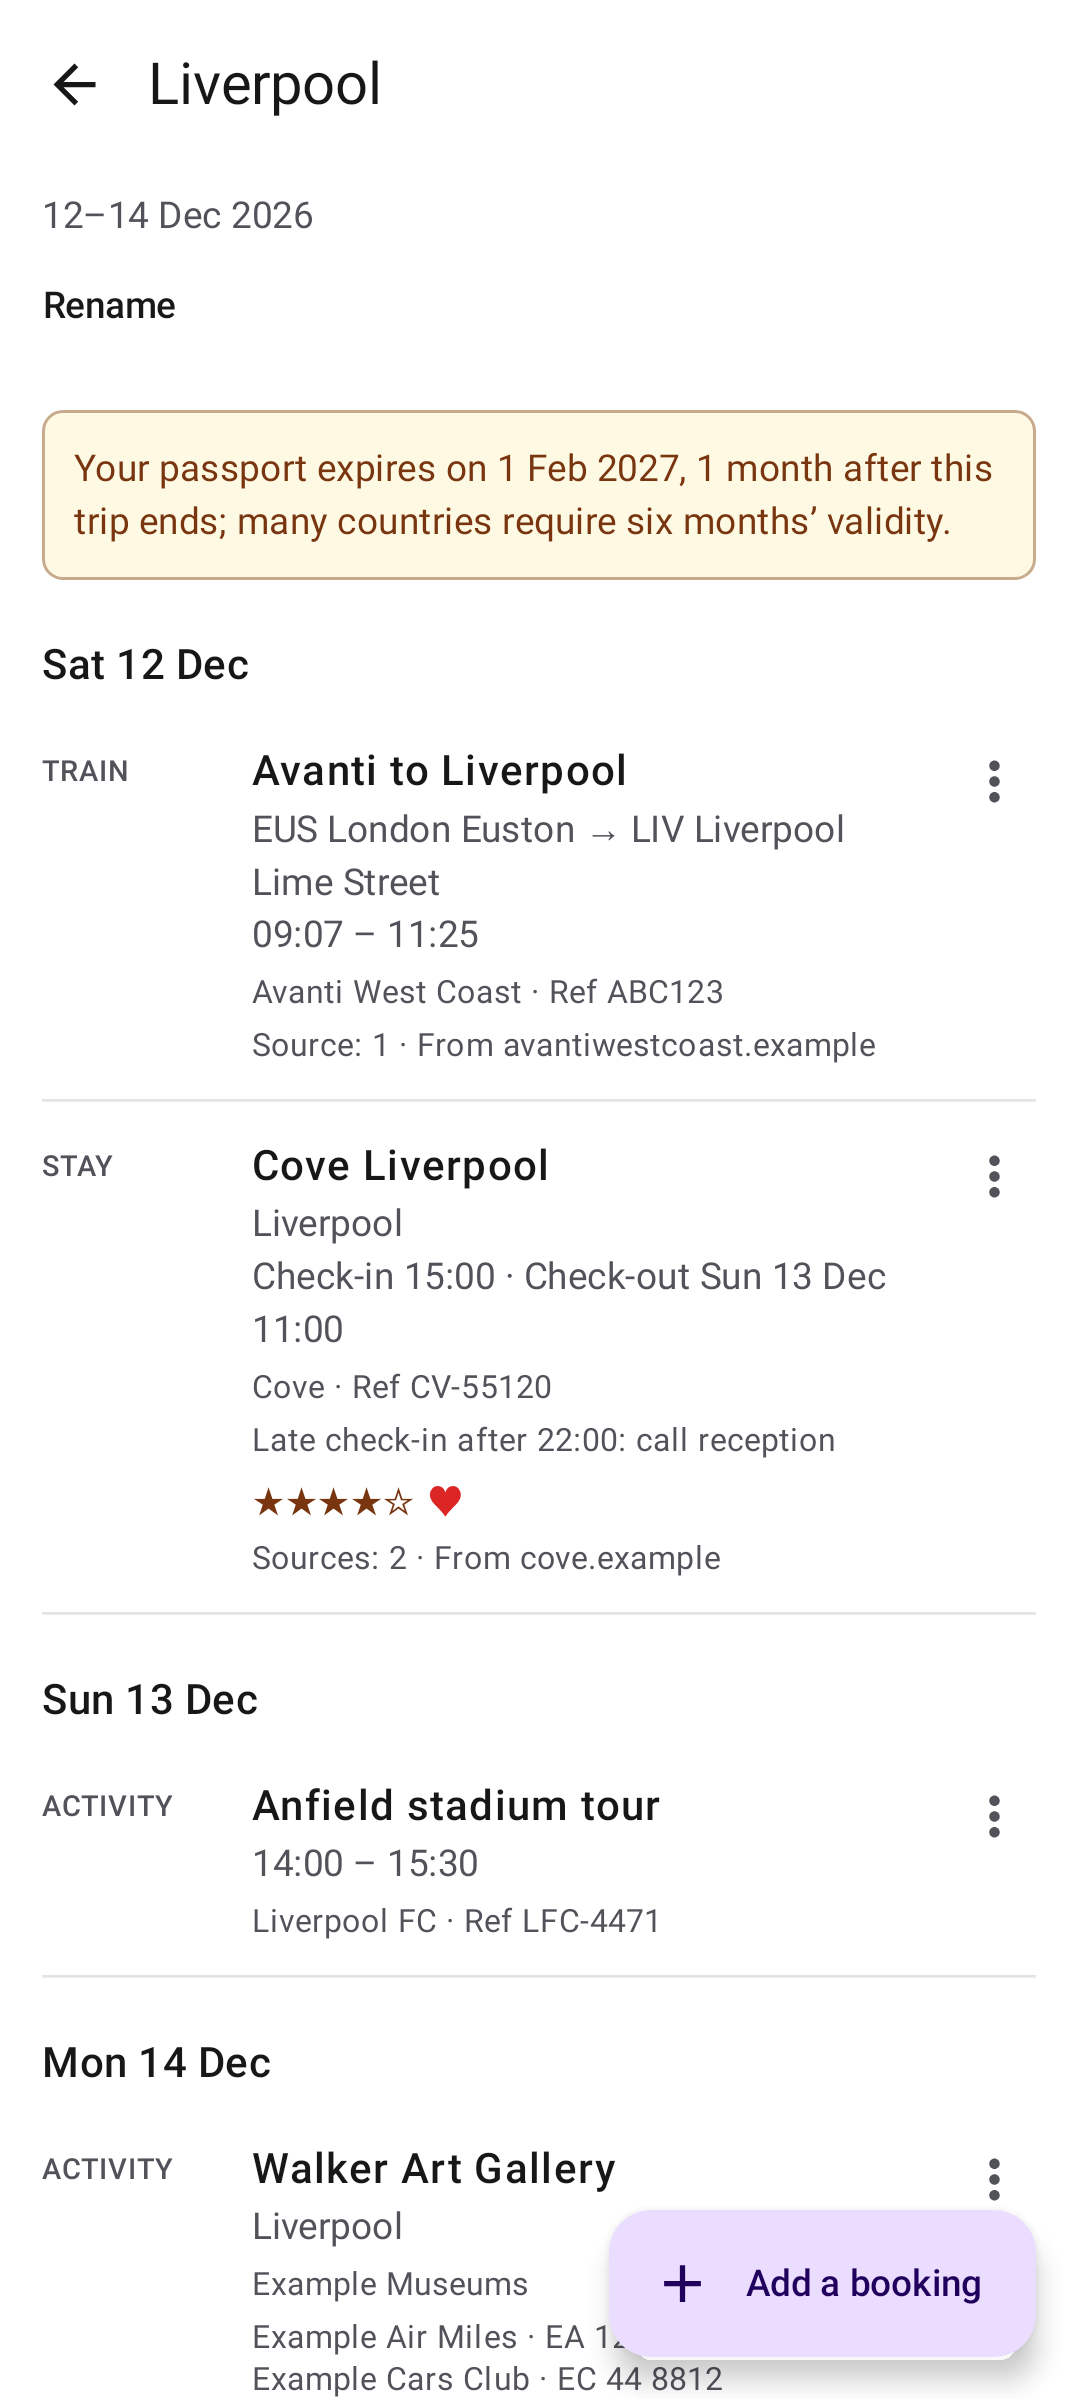 Liverpool
12–14 Dec 2026
Rename
Your passport expires on 1 Feb 2027, 1 month after this
trip ends; many countries require six months’ validity.
Sat 12 Dec
TRAIN
Avanti to Liverpool
EUS London Euston → LIV Liverpool
Lime Street
09:07 – 11:25
Avanti West Coast · Ref ABC123
Source: 1 · From avantiwestcoast.example
STAY
Cove Liverpool
Liverpool
Check-in 15:00 · Check-out Sun 13 Dec
11:00
Cove · Ref CV-55120
Late check-in after 22:00: call reception
★★★★☆ ♥
Sources: 2 · From cove.example
Sun 13 Dec
ACTIVITY
Anfield stadium tour
14:00 – 15:30
Liverpool FC · Ref LFC-4471
Mon 14 Dec
ACTIVITY
Walker Art Gallery
Liverpool
Example Museums
Example Air Miles · EA
Example Cars Club · EC 44 8812
Add a booking